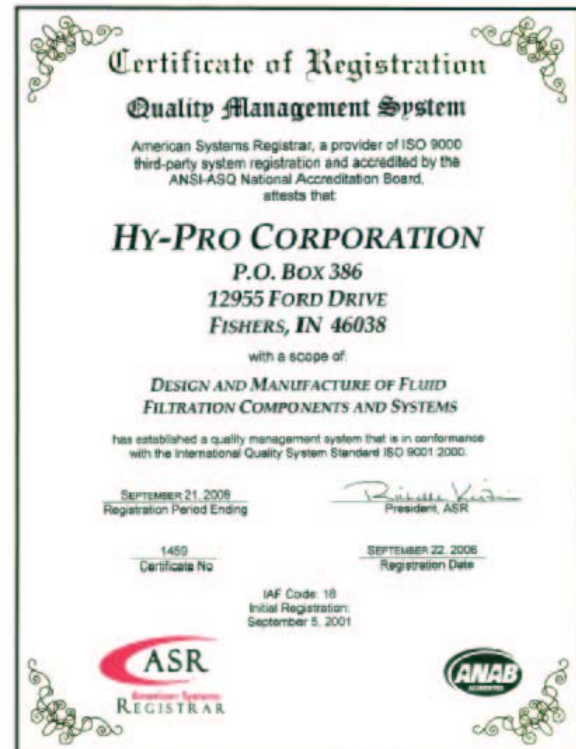 Certificate of Registration
Quality Management System
American Systems Registrar, a provider of ISO 9000
third-party system registration and accredited by the
ANSI-ASQ National Accreditation Board,
attests that:
HY-PRO CORPORATION
P.O. BOX 386
12955 FORD DRIVE
FISHERS, IN 46038
with a scope of:
DESIGN AND MANUFACTURE OF FLUID
FILTRATION COMPONENTS AND SYSTEMS
has established a quality management system that is in conformance
with the International Quality System Standard ISO 9001:2000.
SEPTEMBER 21, 2008
Registration Period Ending
President, ASR
1459
Certificate No
SEPTEMBER 22, 2006
Registration Date
IAF Code: 18
Initial Registration:
September 5, 2001
ASR
American Systems
REGISTRAR
ANAB
ACCREDITED